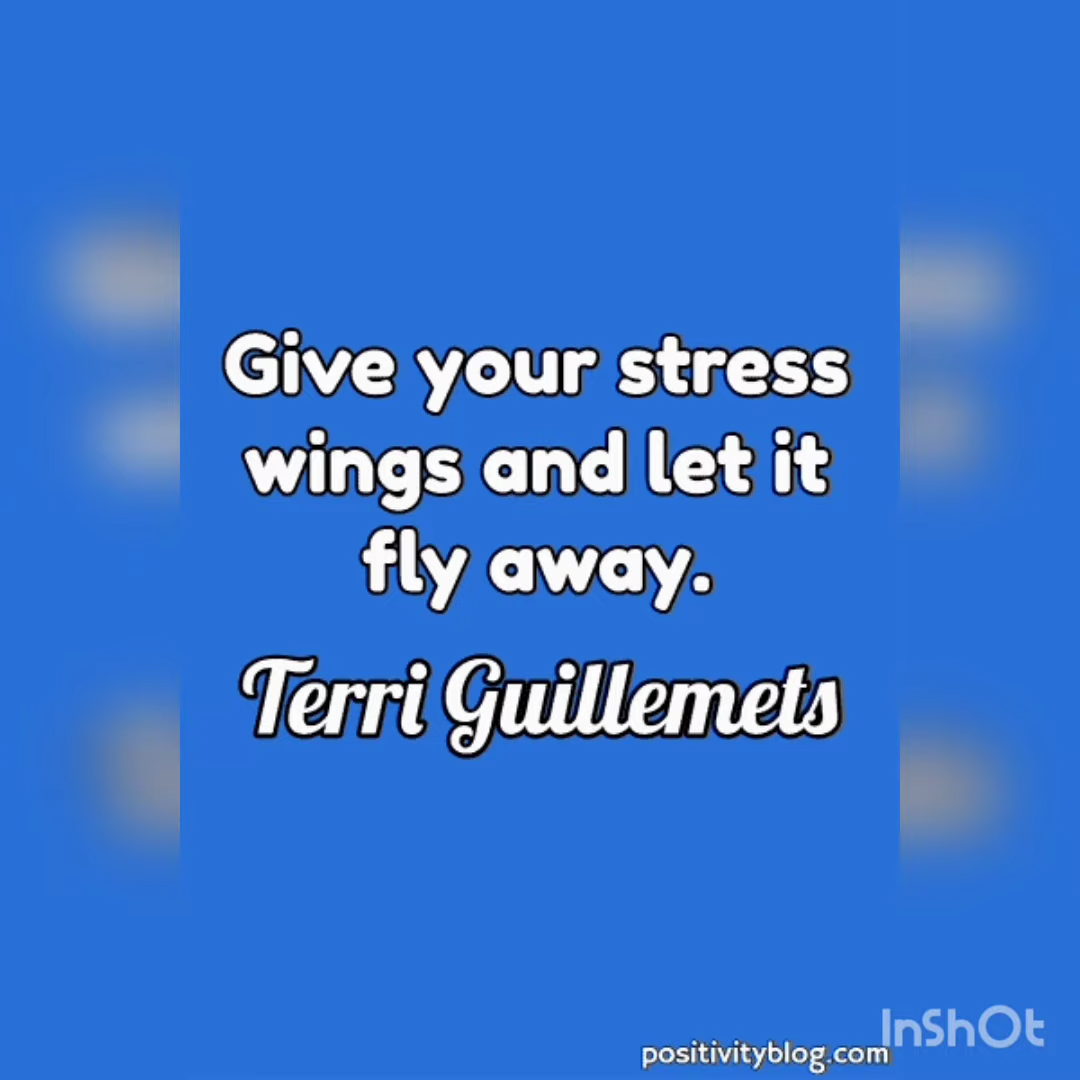 Give your stress
wings and let it
fly away.
Terri Guillemets
InShOt
positivityblog.com